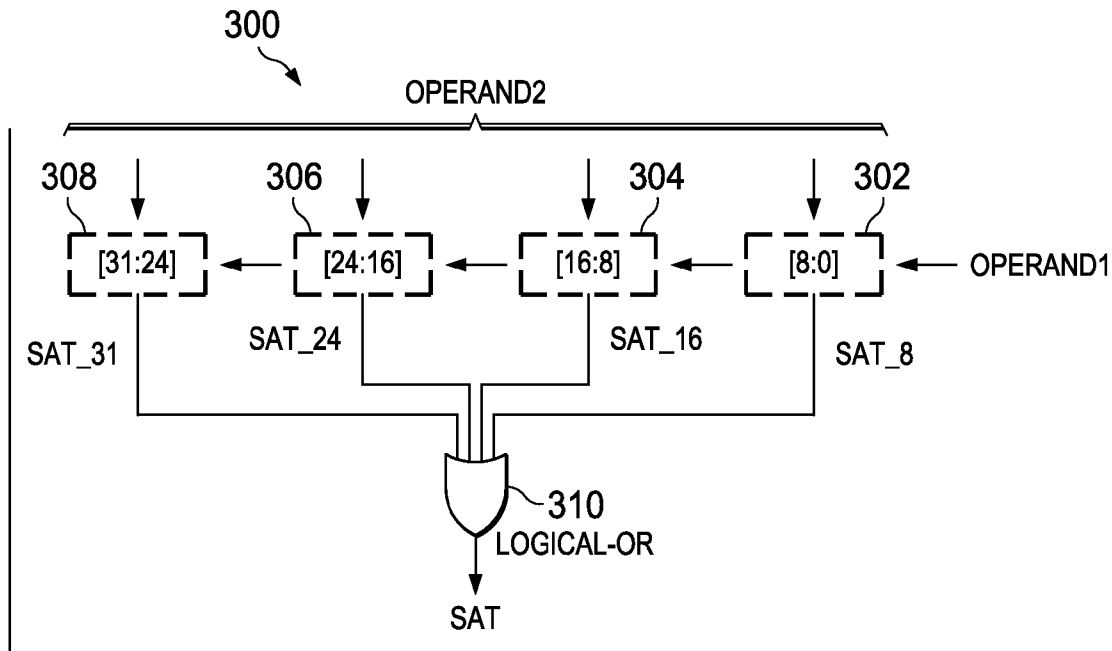 300
OPERAND2
308
306
304
302
[31:24]
[24:16]
[16:8]
[8:0]
OPERAND1
SAT_31
SAT_24
SAT_16
SAT_8
310
LOGICAL-OR
SAT